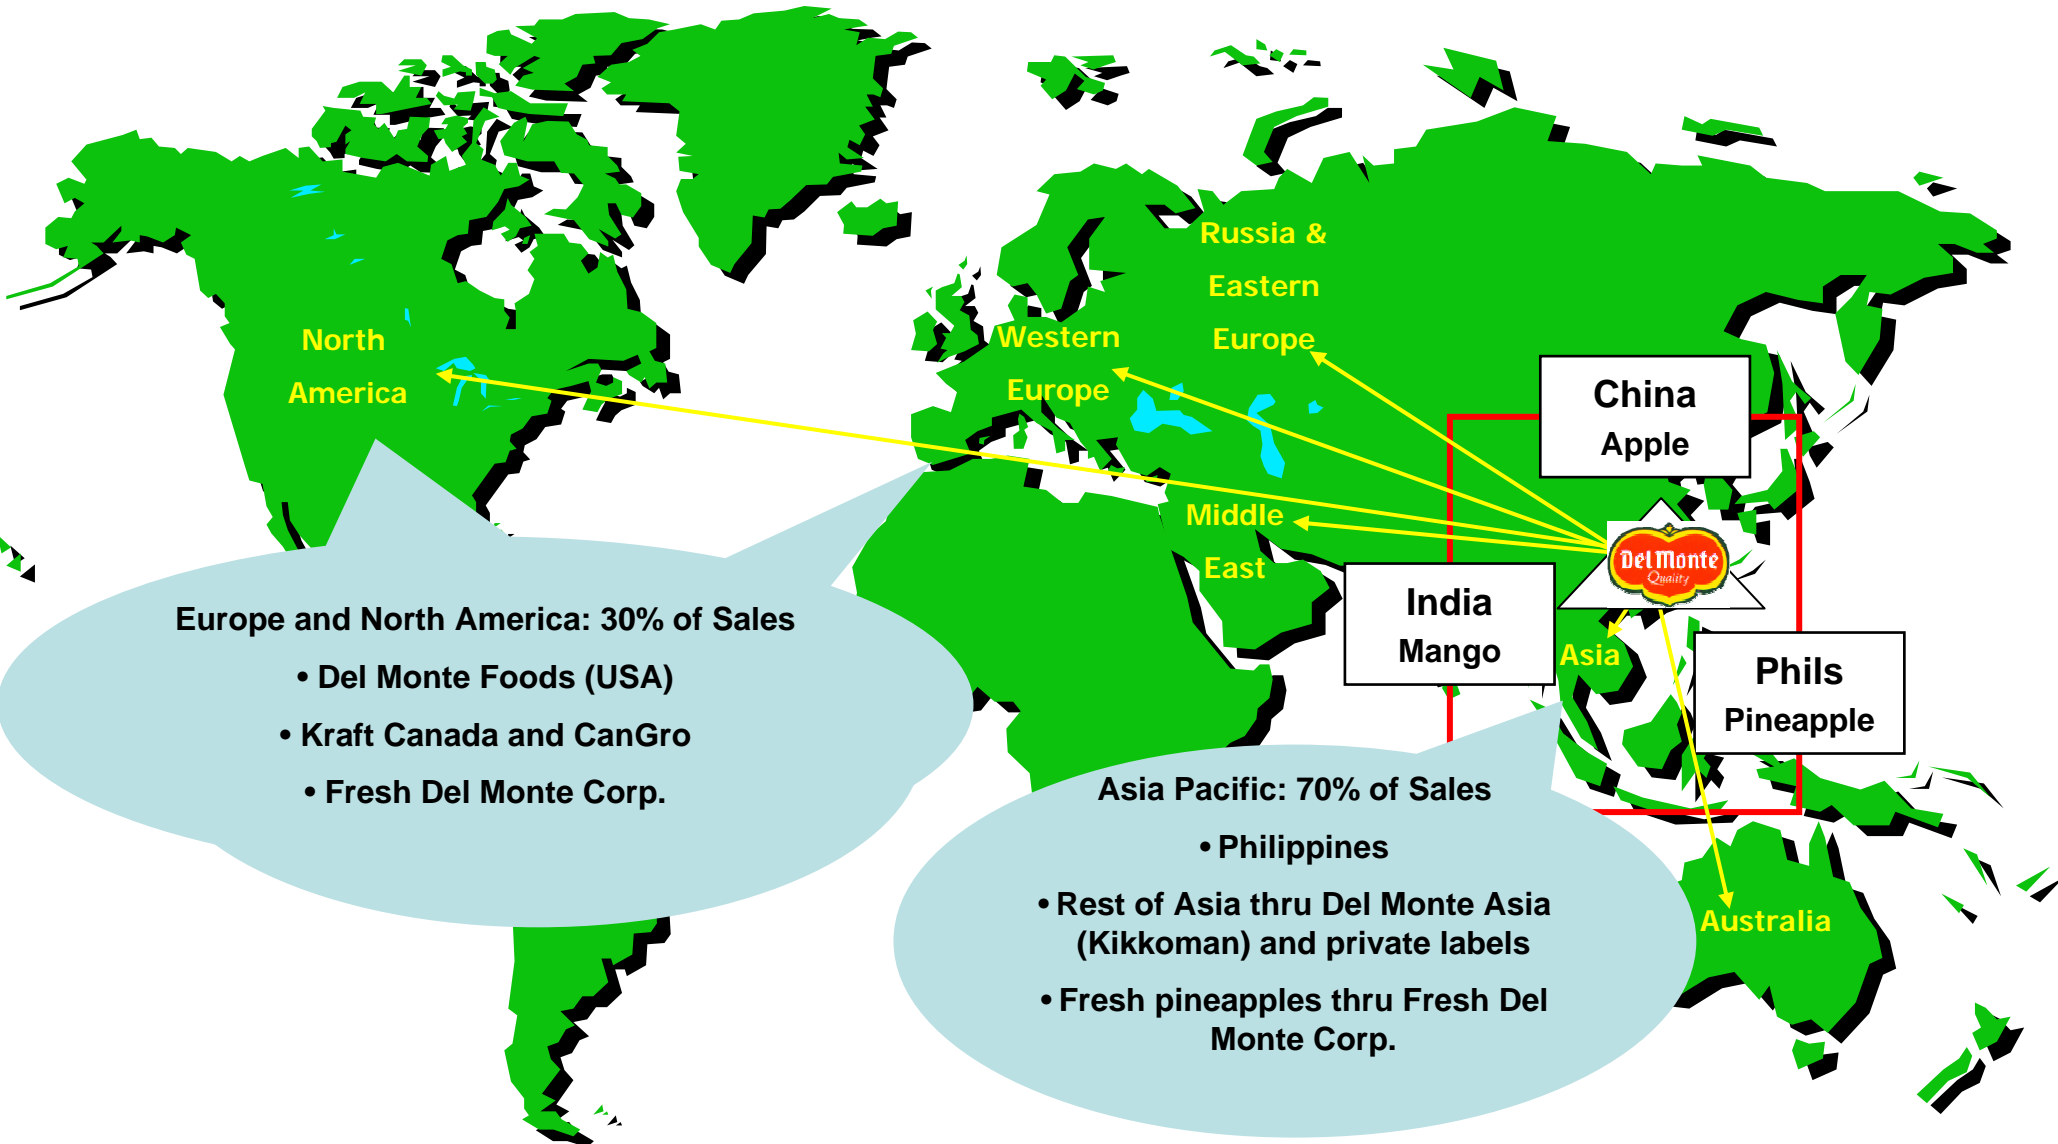 Russia &
Eastern
Europe
North
America
Western
Europe
China
Apple
Middle
East
Del Monte
Quality
India
Mango
Asia
Phils
Pineapple
Europe and North America: 30% of Sales
• Del Monte Foods (USA)
• Kraft Canada and CanGro
• Fresh Del Monte Corp.
Asia Pacific: 70% of Sales
• Philippines
• Rest of Asia thru Del Monte Asia
(Kikkoman) and private labels
• Fresh pineapples thru Fresh Del
Monte Corp.
Australia